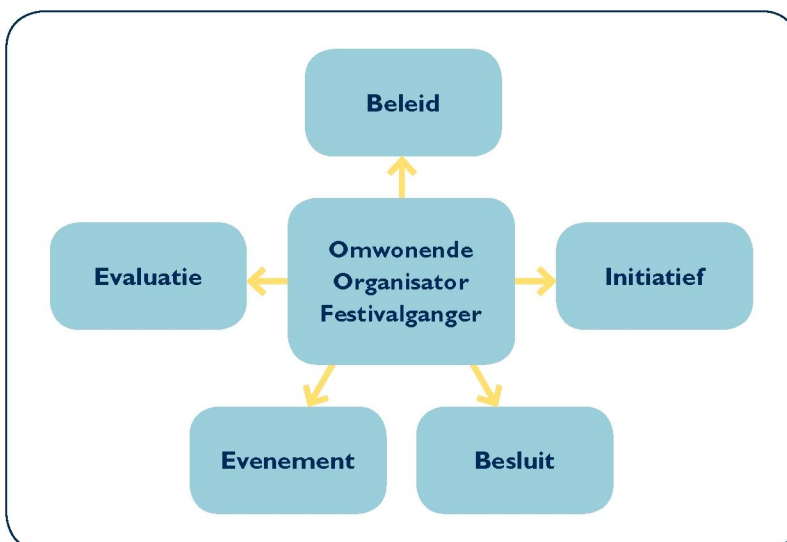 Beleid
Evaluatie
Omwonende
Organisator
Festivalganger
Initiatief
Evenement
Besluit